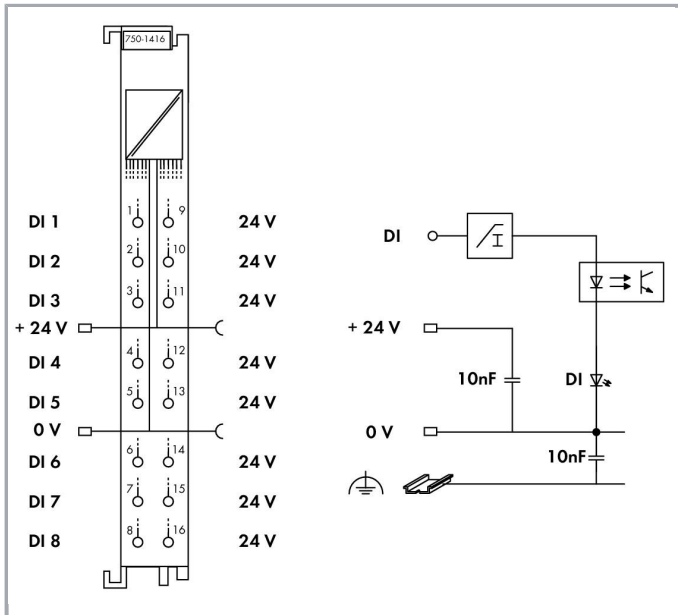 750-1416
DI 1 1 9 24 V
DI 2 2 10 24 V
DI 3 3 11 24 V
+ 24 V
DI 4 4 12 24 V
DI 5 5 13 24 V
0 V
DI 6 6 14 24 V
DI 7 7 15 24 V
DI 8 8 16 24 V
DI
I
+ 24 V
10nF
DI
0 V
10nF